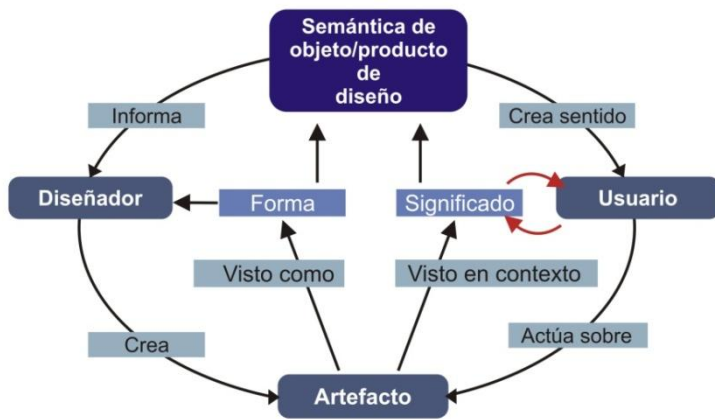 Semántica de
objeto/producto
de
diseño
Informa
Crea sentido
Diseñador
Forma
Significado
Usuario
Visto como
Visto en contexto
Crea
Actúa sobre
Artefacto